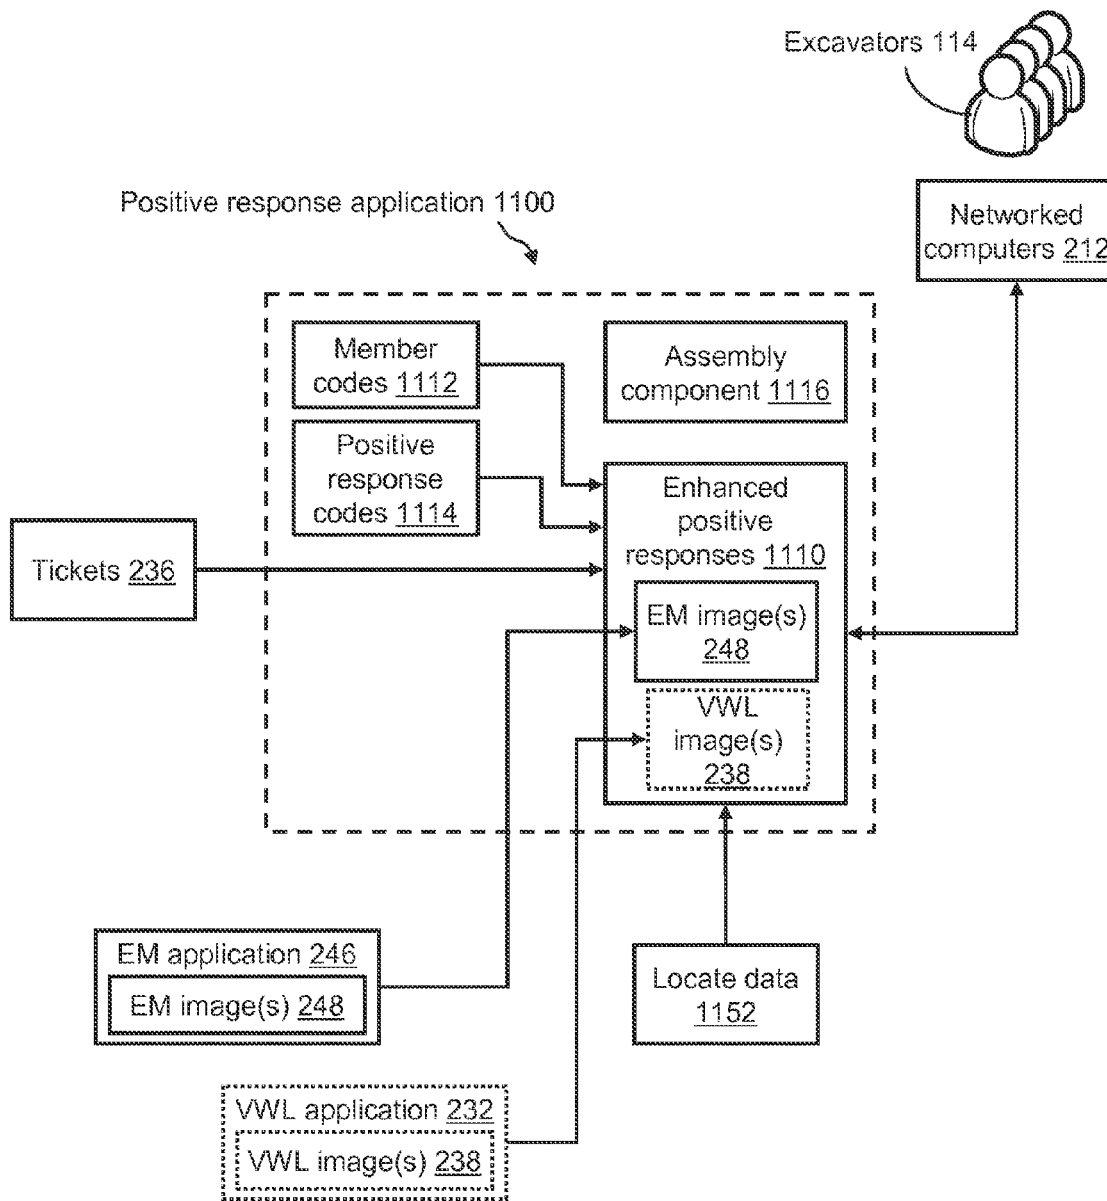 Excavators 114
Positive response application 1100
Networked
computers 212
Member
codes 1112
Assembly
component 1116
Positive
response
codes 1114
Enhanced
positive
responses 1110
Tickets 236
EM image(s)
248
VWL
image(s)
238
EM application 246
EM image(s) 248
Locate data
1152
VWL application 232
VWL image(s) 238